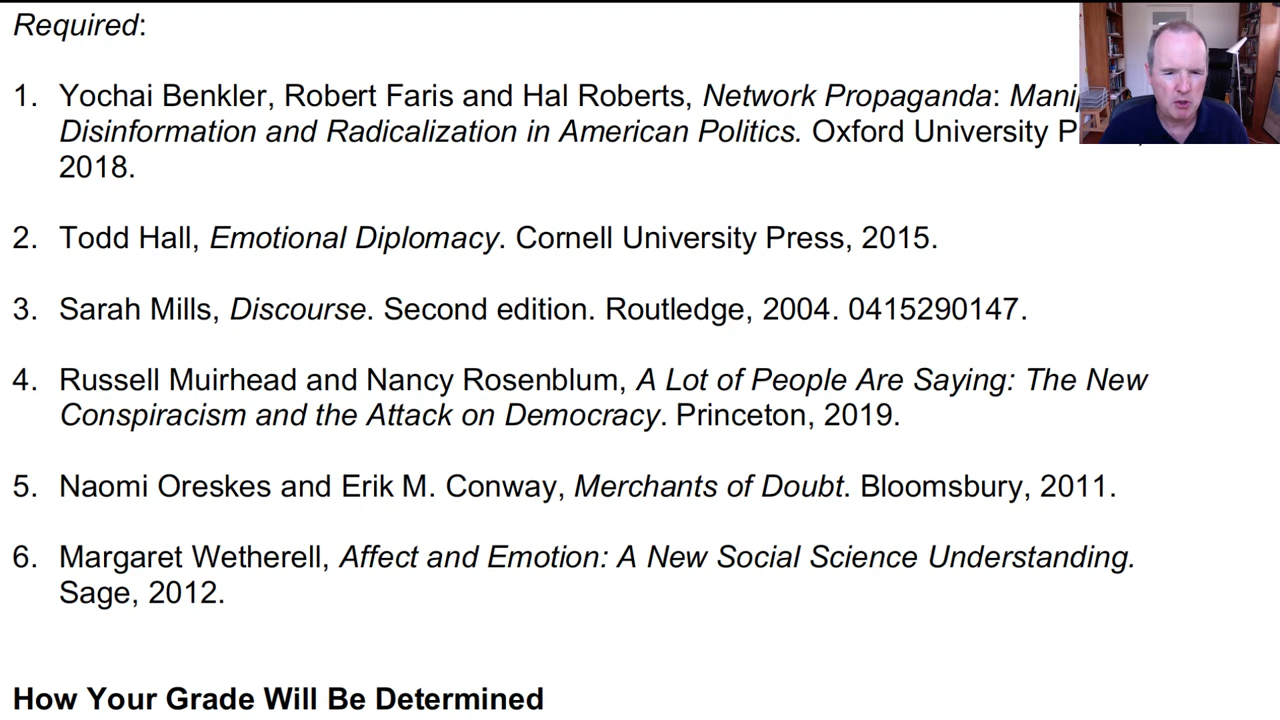 Required:
1. Yochai Benkler, Robert Faris and Hal Roberts, Network Propaganda:
Disinformation and Radicalization in American Politics. Oxford University
2018.
2. Todd Hall, Emotional Diplomacy. Cornell University Press, 2015.
3. Sarah Mills, Discourse. Second edition. Routledge, 2004. 0415290147.
4. Russell Muirhead and Nancy Rosenblum, A Lot of People Are Saying: The New
Conspiracism and the Attack on Democracy. Princeton, 2019.
5. Naomi Oreskes and Erik M. Conway, Merchants of Doubt. Bloomsbury, 2011.
6. Margaret Wetherell, Affect and Emotion: A New Social Science Understanding.
Sage, 2012.
How Your Grade Will Be Determined